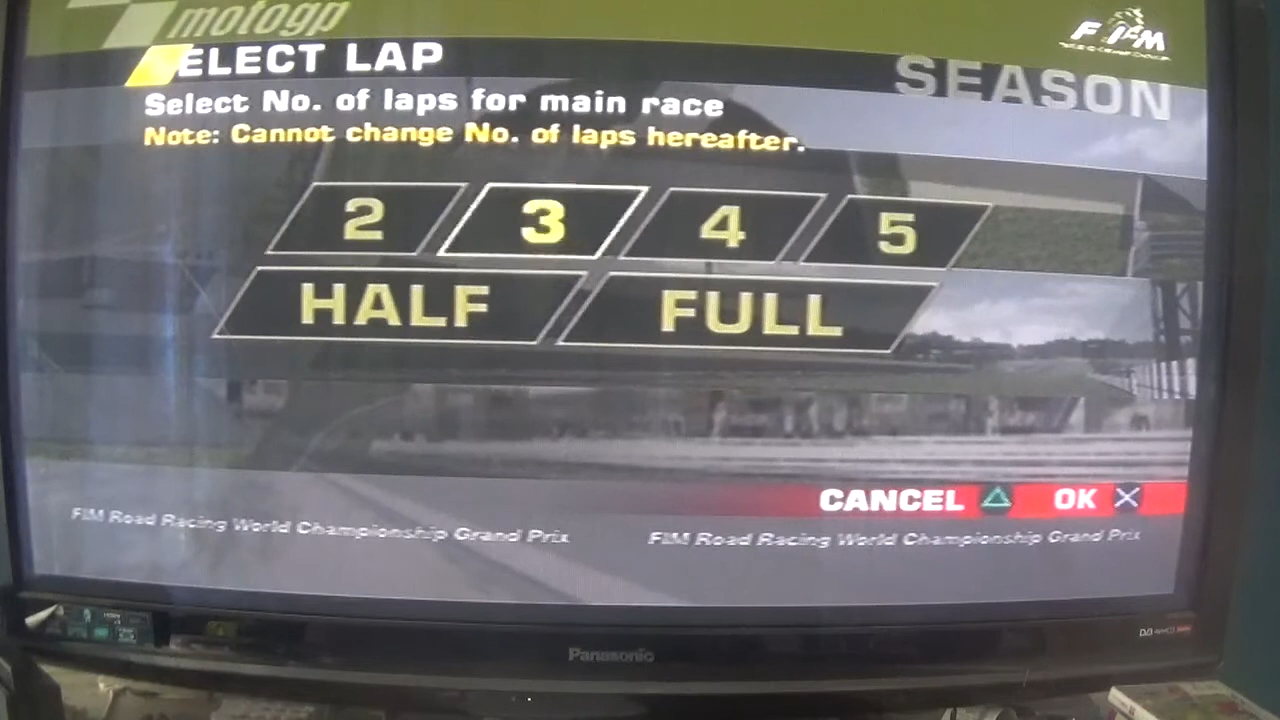 motogp
FIM
ELECT LAP
SEASON
Select No. of laps for main race
Note: Cannot change No. of laps hereafter.
2 3 4 5
HALF FULL
CANCEL OK
FIM Road Racing World Championship Grand Prix FIM Road Racing World Championship Grand Prix
Panasonic